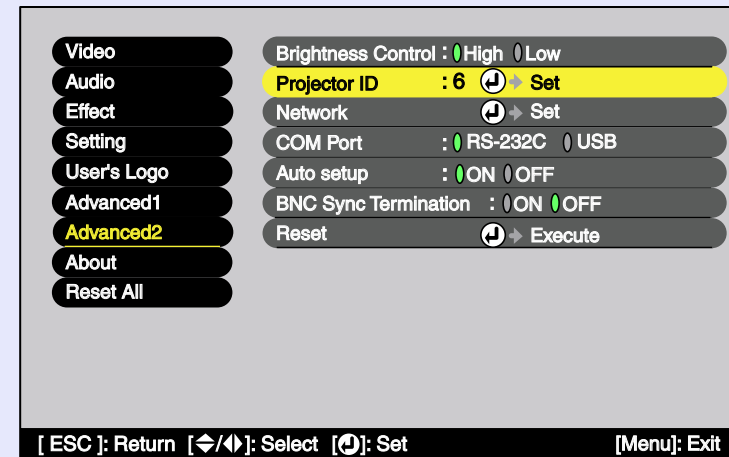 Video
Audio
Effect
Setting
User's Logo
Advanced1
Advanced2
About
Reset All
Brightness Control : High Low
Projector ID : 6 Set
Network Set
COM Port : RS-232C USB
Auto setup : ON OFF
BNC Sync Termination : ON OFF
Reset Execute
[ ESC ]: Return [ / ]: Select [ ]: Set [Menu]: Exit